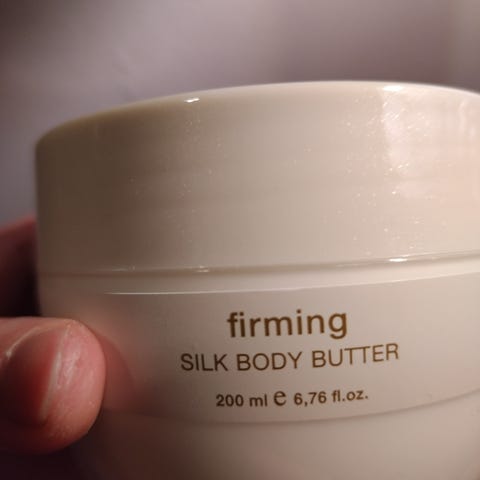 firming
SILK BODY BUTTER
200 ml ℮ 6,76 fl.oz.